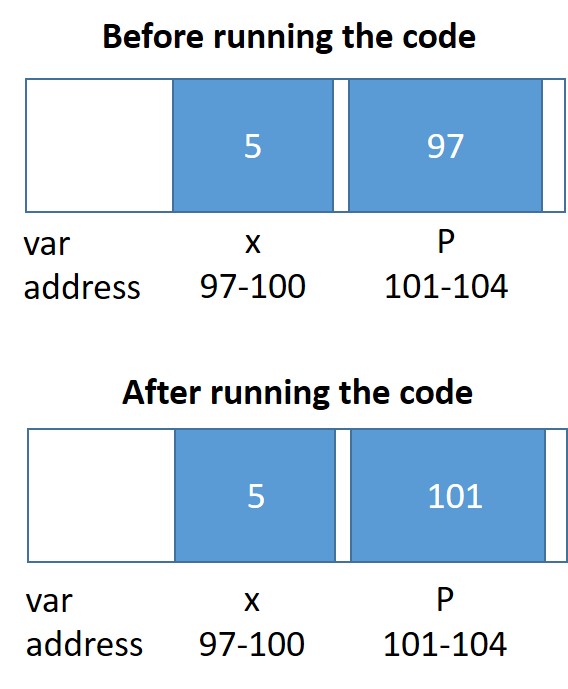 Before running the code
5 97
var x P
address 97-100 101-104
After running the code
5 101
var x P
address 97-100 101-104